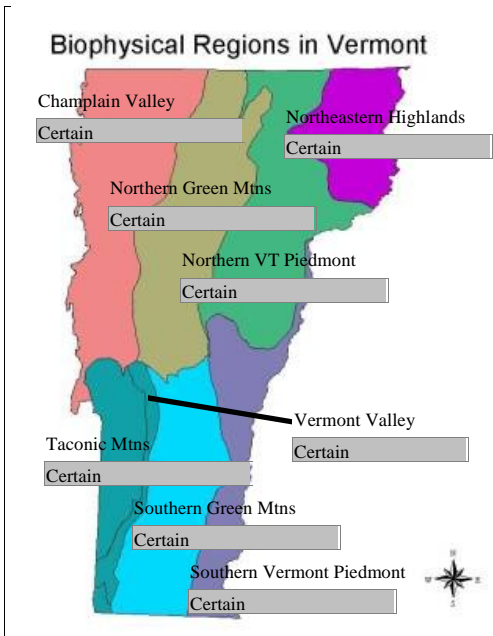 Biophysical Regions in Vermont
Champlain Valley
Certain
Northeastern Highlands
Certain
Northern Green Mtns
Certain
Northern VT Piedmont
Certain
Vermont Valley
Certain
Taconic Mtns
Certain
Southern Green Mtns
Certain
Southern Vermont Piedmont
Certain
N
W
E
S